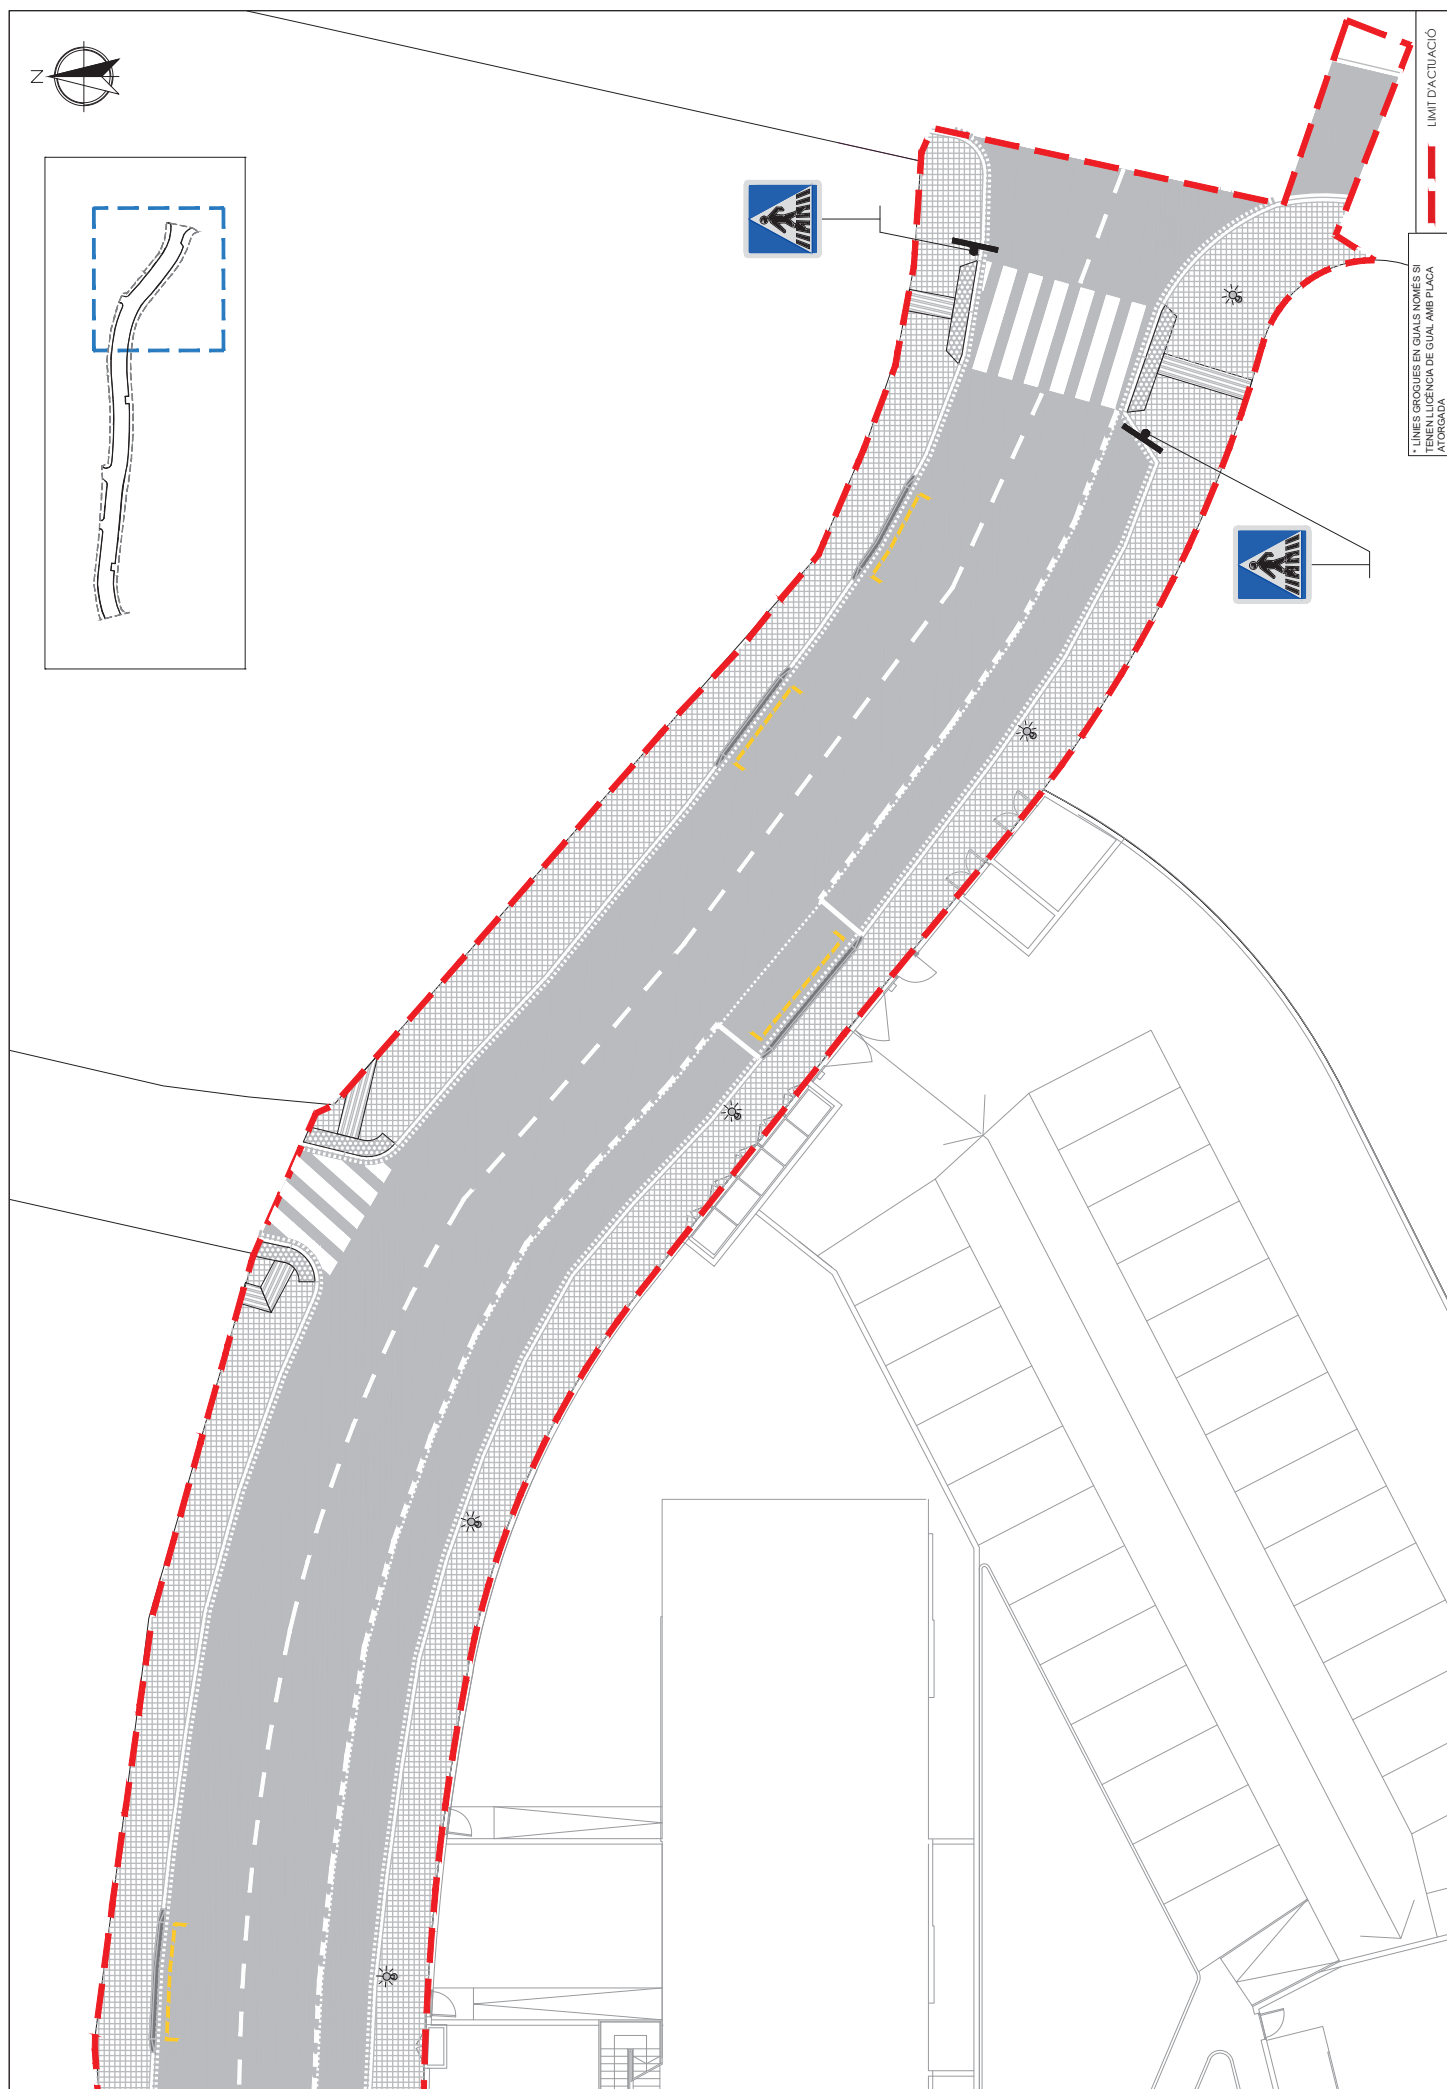 N
LIMIT D'ACTUACIÓ
* LÍNIES GROGUES EN GUALS NOMÉS SI
TENEN LLICÈNCIA DE GUAL AMB PLACA
ATORGADA